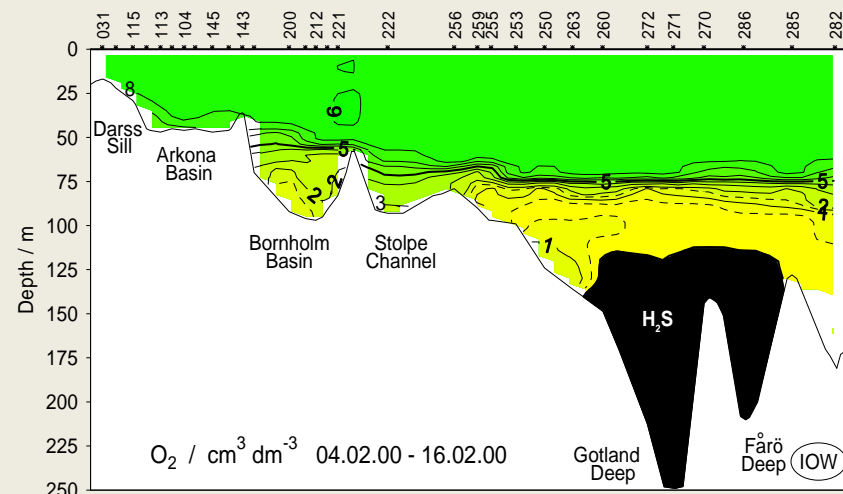 031 115 113 104 145 143 200 212 221 222 256 259 255 253 250 263 260 272 271 270 286 285 282
0
25
50
75
100
125
150
175
200
225
250
Depth / m
8
6
5
5
5
2
2
2
4
3
1
Darss
Sill
Arkona
Basin
Bornholm
Basin
Stolpe
Channel
H₂S
Gotland
Deep
Fårö
Deep
O₂ / cm³ dm⁻³ 04.02.00 - 16.02.00
IOW